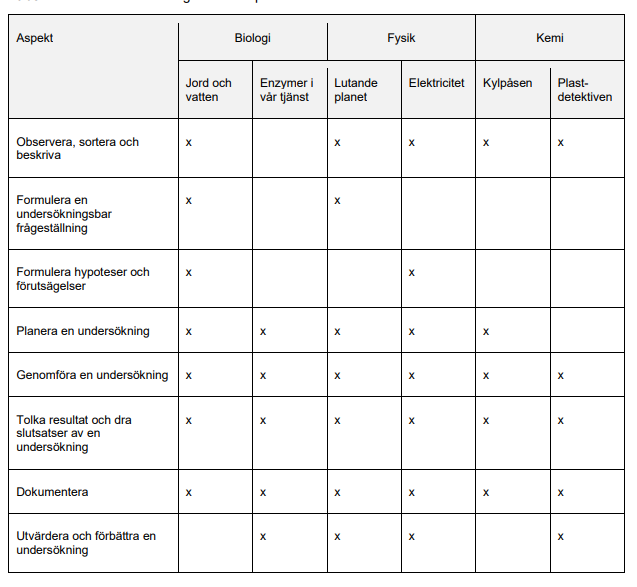 Aspekt Biologi Fysik Kemi
Jord och vatten Enzymer i vår tjänst Lutande planet Elektricitet Kylpåsen Plast-detektiven
Observera, sortera och beskriva x x x x x
Formulera en undersökningsbar frågeställning x x
Formulera hypoteser och förutsägelser x x
Planera en undersökning x x x x x
Genomföra en undersökning x x x x x x
Tolka resultat och dra slutsatser av en undersökning x x x x x x
Dokumentera x x x x x x
Utvärdera och förbättra en undersökning x x x x